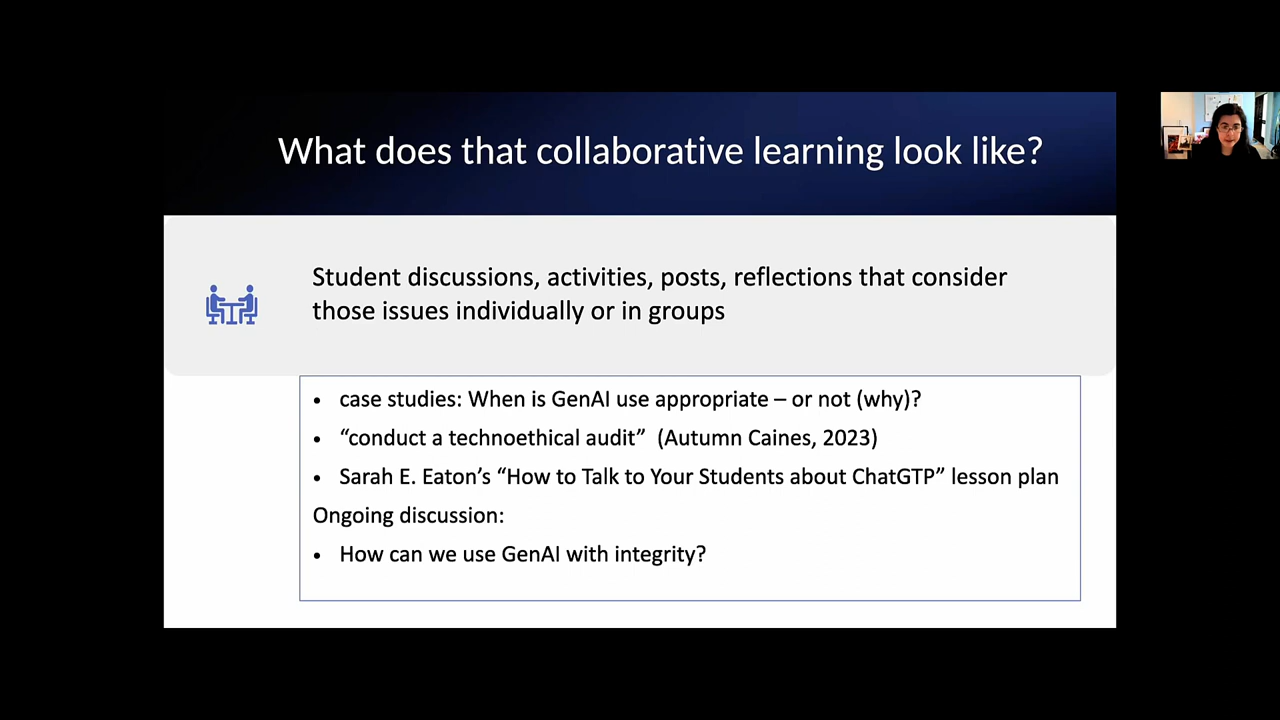 What does that collaborative learning look like?
Student discussions, activities, posts, reflections that consider
those issues individually or in groups
• case studies: When is GenAI use appropriate – or not (why)?
• “conduct a technoethical audit” (Autumn Caines, 2023)
• Sarah E. Eaton’s “How to Talk to Your Students about ChatGTP” lesson plan
Ongoing discussion:
• How can we use GenAI with integrity?